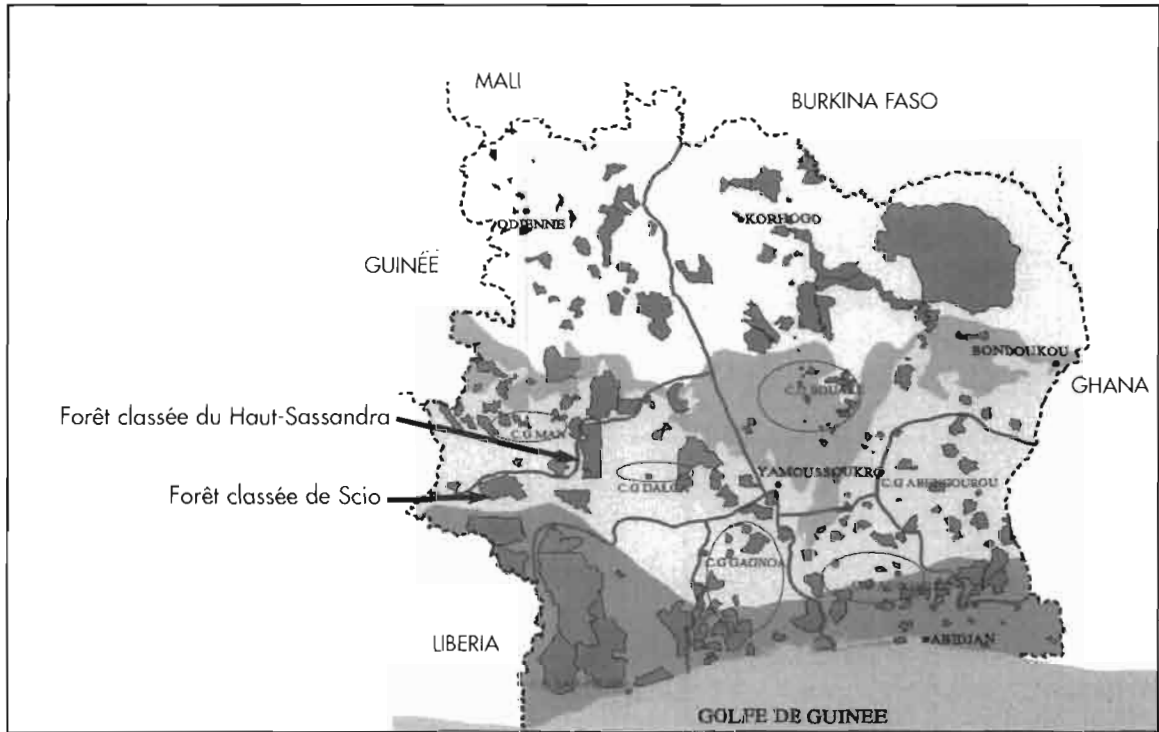 MALI
BURKINA FASO
ODIENNE
KORHOGO
GUINÉE
BONDOUKOU
GHANA
C.G BOUAKE
Forêt classée du Haut-Sassandra
C.G MAN
YAMOUSSOUKRO
C.G DALOA
C.G ABENGOUROU
Forêt classée de Scio
C.G GAGNOA
LIBERIA
ABIDJAN
GOLFE DE GUINEE